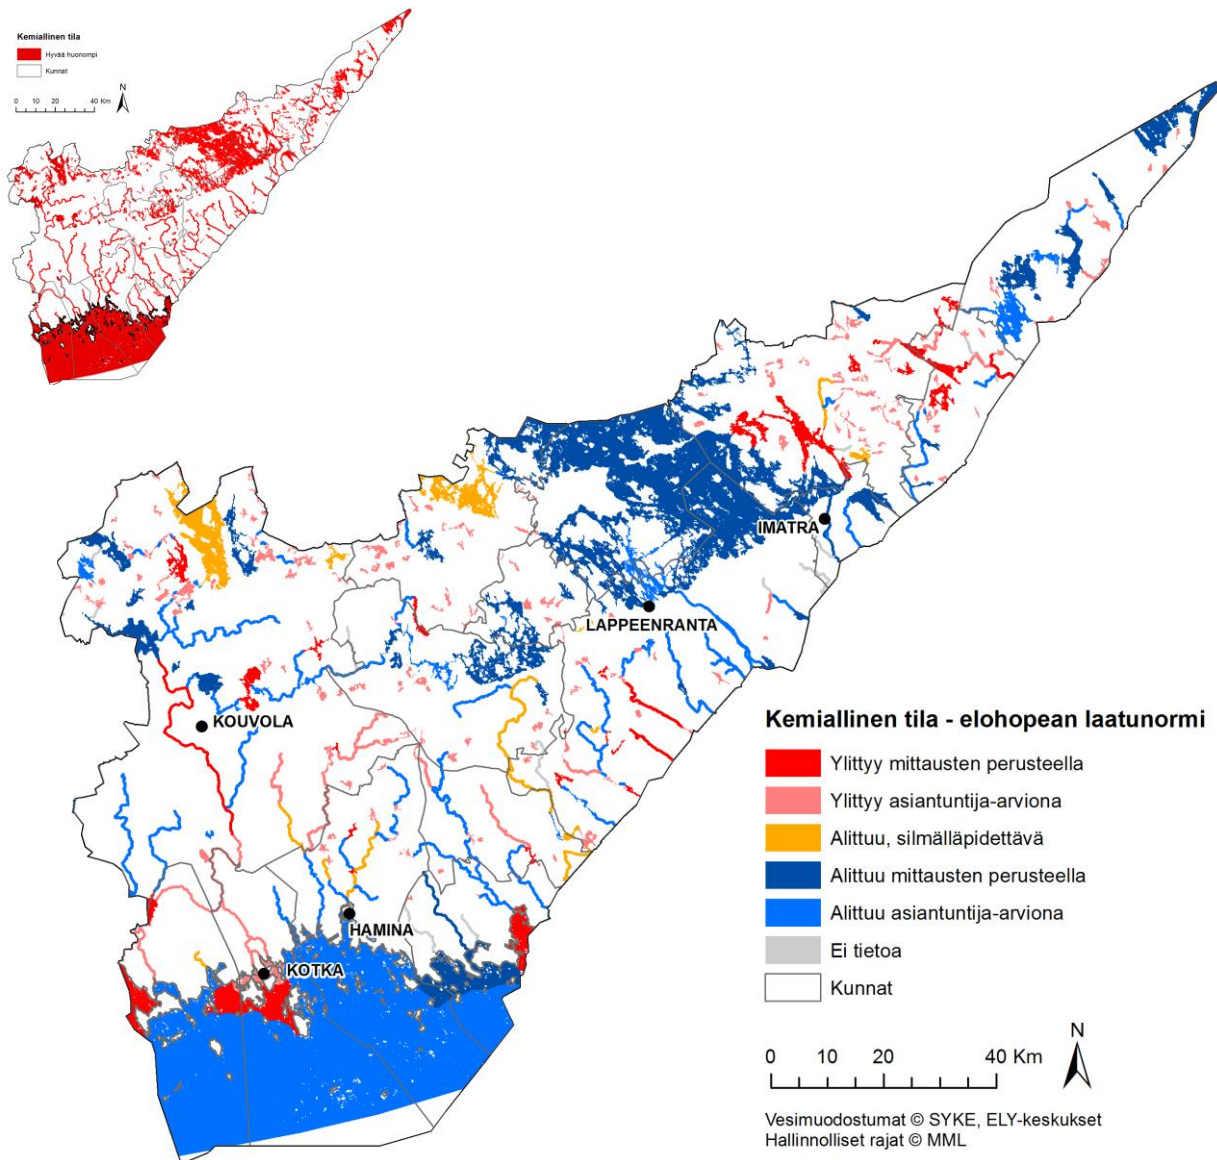 Kemiallinen tila
Hyvää huonompi
Kunnat
N
0 10 20 40 Km
IMATRA
LAPPEENRANTA
KOUVOLA
HAMINA
KOTKA
Kemiallinen tila - elohopean laatunormi
Ylittyy mittausten perusteella
Ylittyy asiantuntija-arviona
Alittuu, silmälläpidettävä
Alittuu mittausten perusteella
Alittuu asiantuntija-arviona
Ei tietoa
Kunnat
N
0 10 20 40 Km
Vesimuodostumat © SYKE, ELY-keskukset
Hallinnolliset rajat © MML